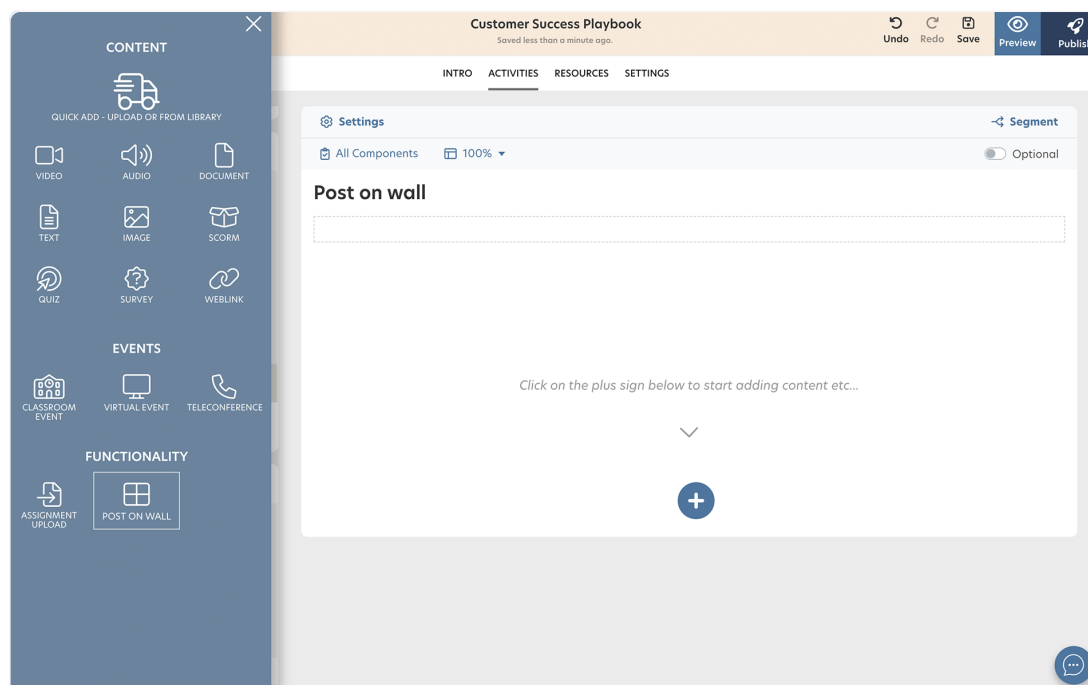 CONTENT
QUICK ADD - UPLOAD OR FROM LIBRARY
VIDEO
AUDIO
DOCUMENT
TEXT
IMAGE
SCORM
QUIZ
SURVEY
WEBLINK
EVENTS
CLASSROOM
EVENT
VIRTUAL EVENT
TELECONFERENCE
FUNCTIONALITY
ASSIGNMENT
UPLOAD
POST ON WALL
Customer Success Playbook
Saved less than a minute ago.
Undo
Redo
Save
Preview
Publish
INTRO
ACTIVITIES
RESOURCES
SETTINGS
Settings
Segment
All Components
100%
Optional
Post on wall
Click on the plus sign below to start adding content etc...